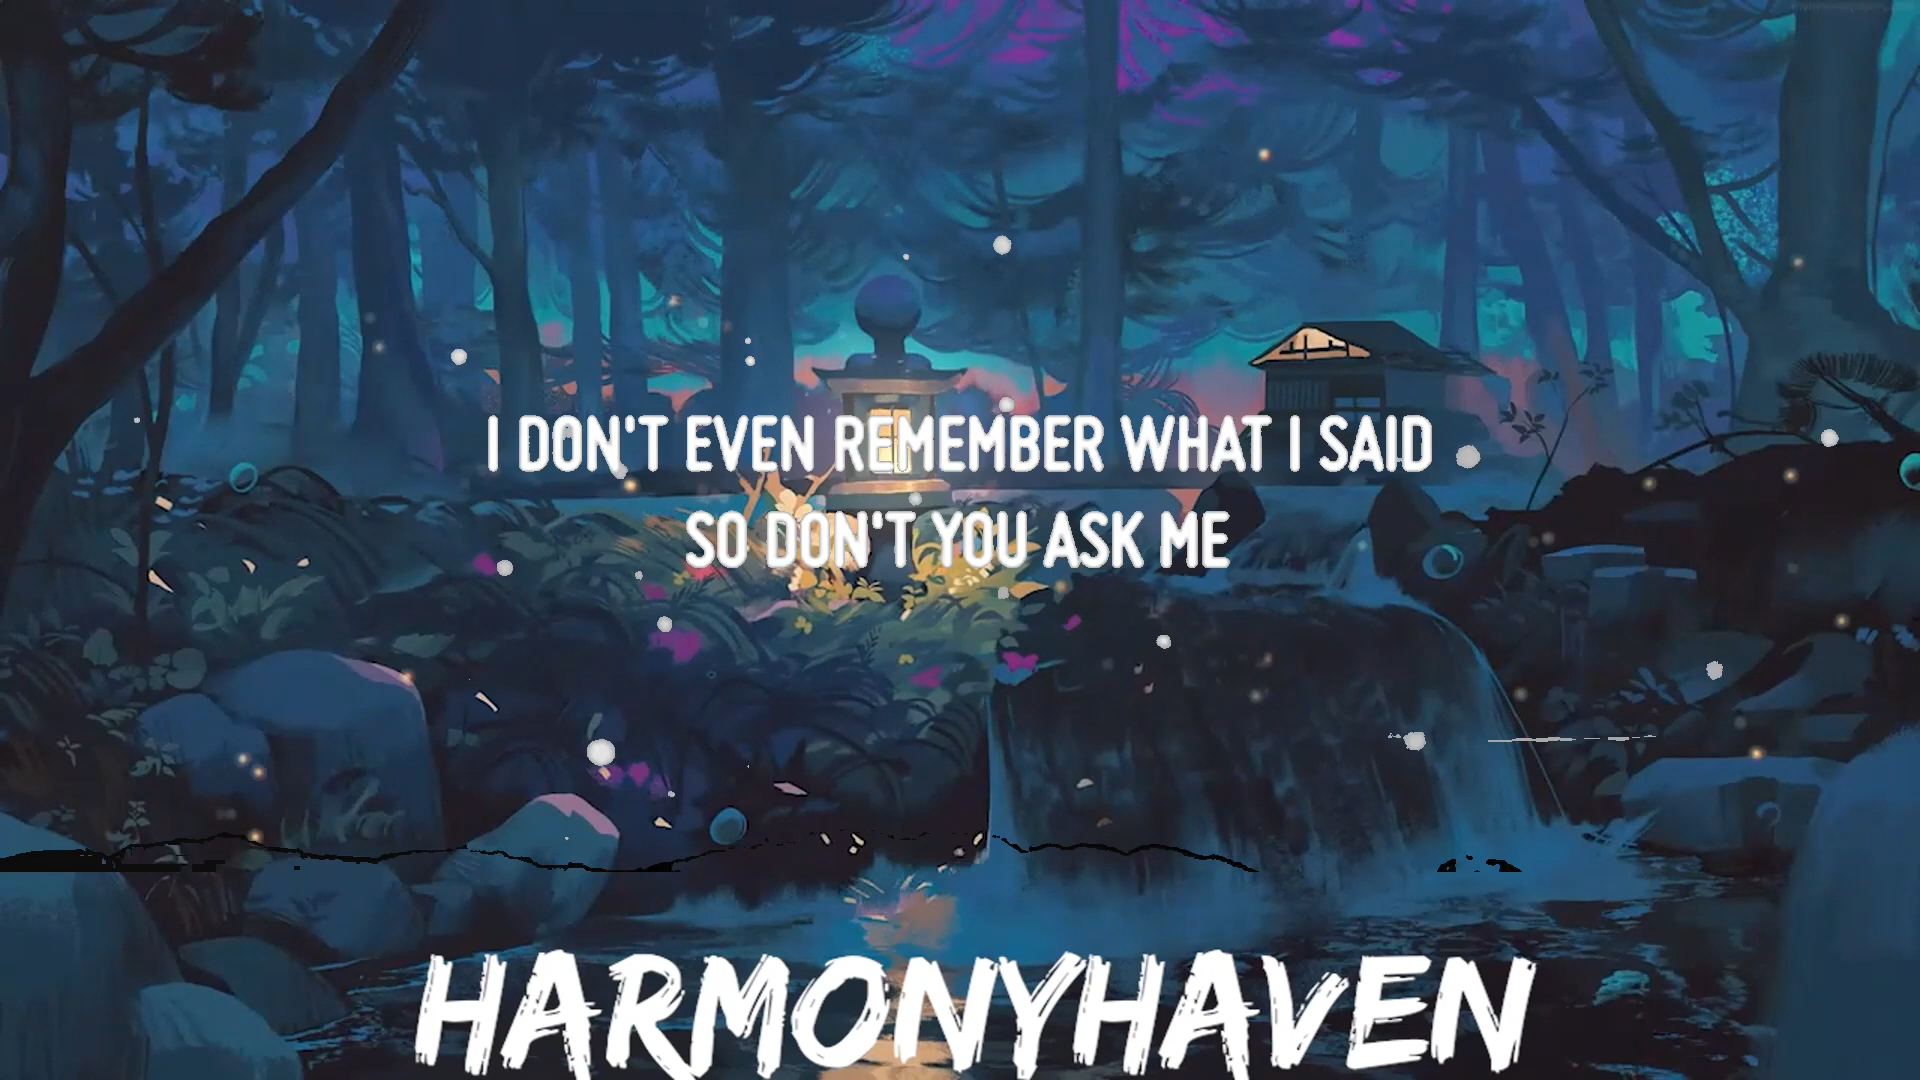 I DON'T EVEN REMEMBER WHAT I SAID
SO DON'T YOU ASK ME
HARMONYHAVEN